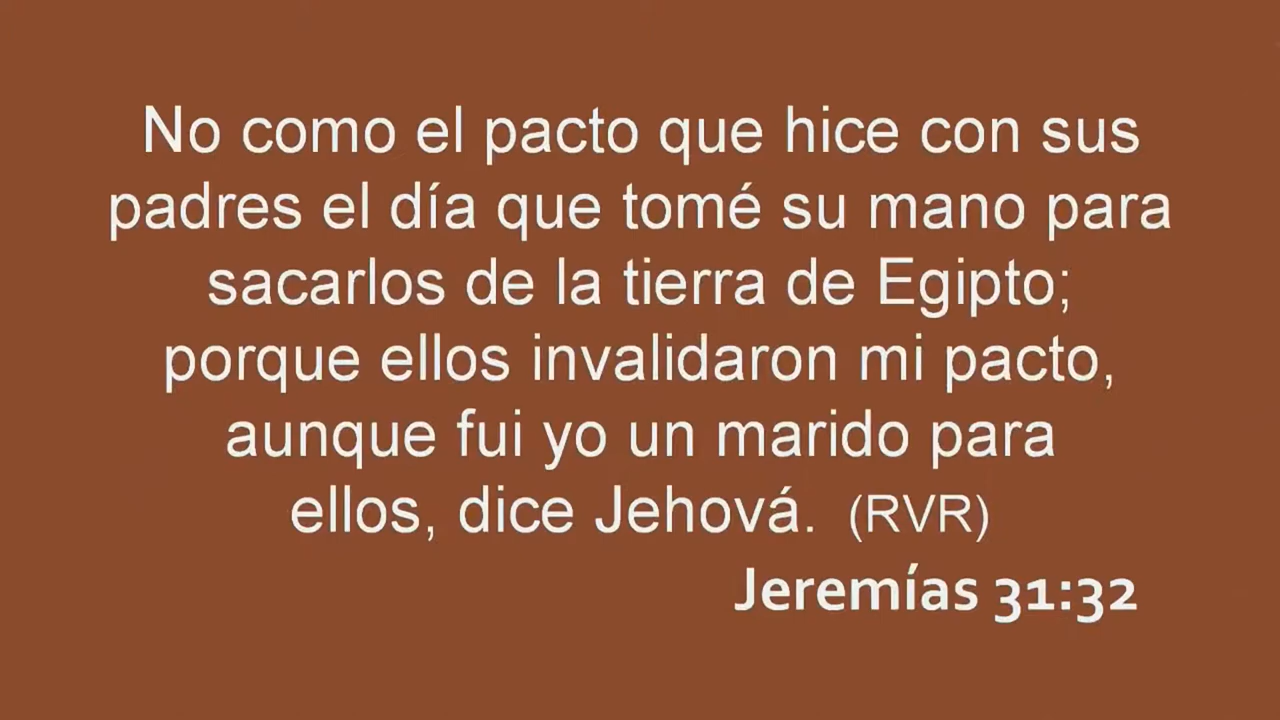 No como el pacto que hice con sus
padres el día que tomé su mano para
sacarlos de la tierra de Egipto;
porque ellos invalidaron mi pacto,
aunque fui yo un marido para
ellos, dice Jehová. (RVR)
Jeremías 31:32